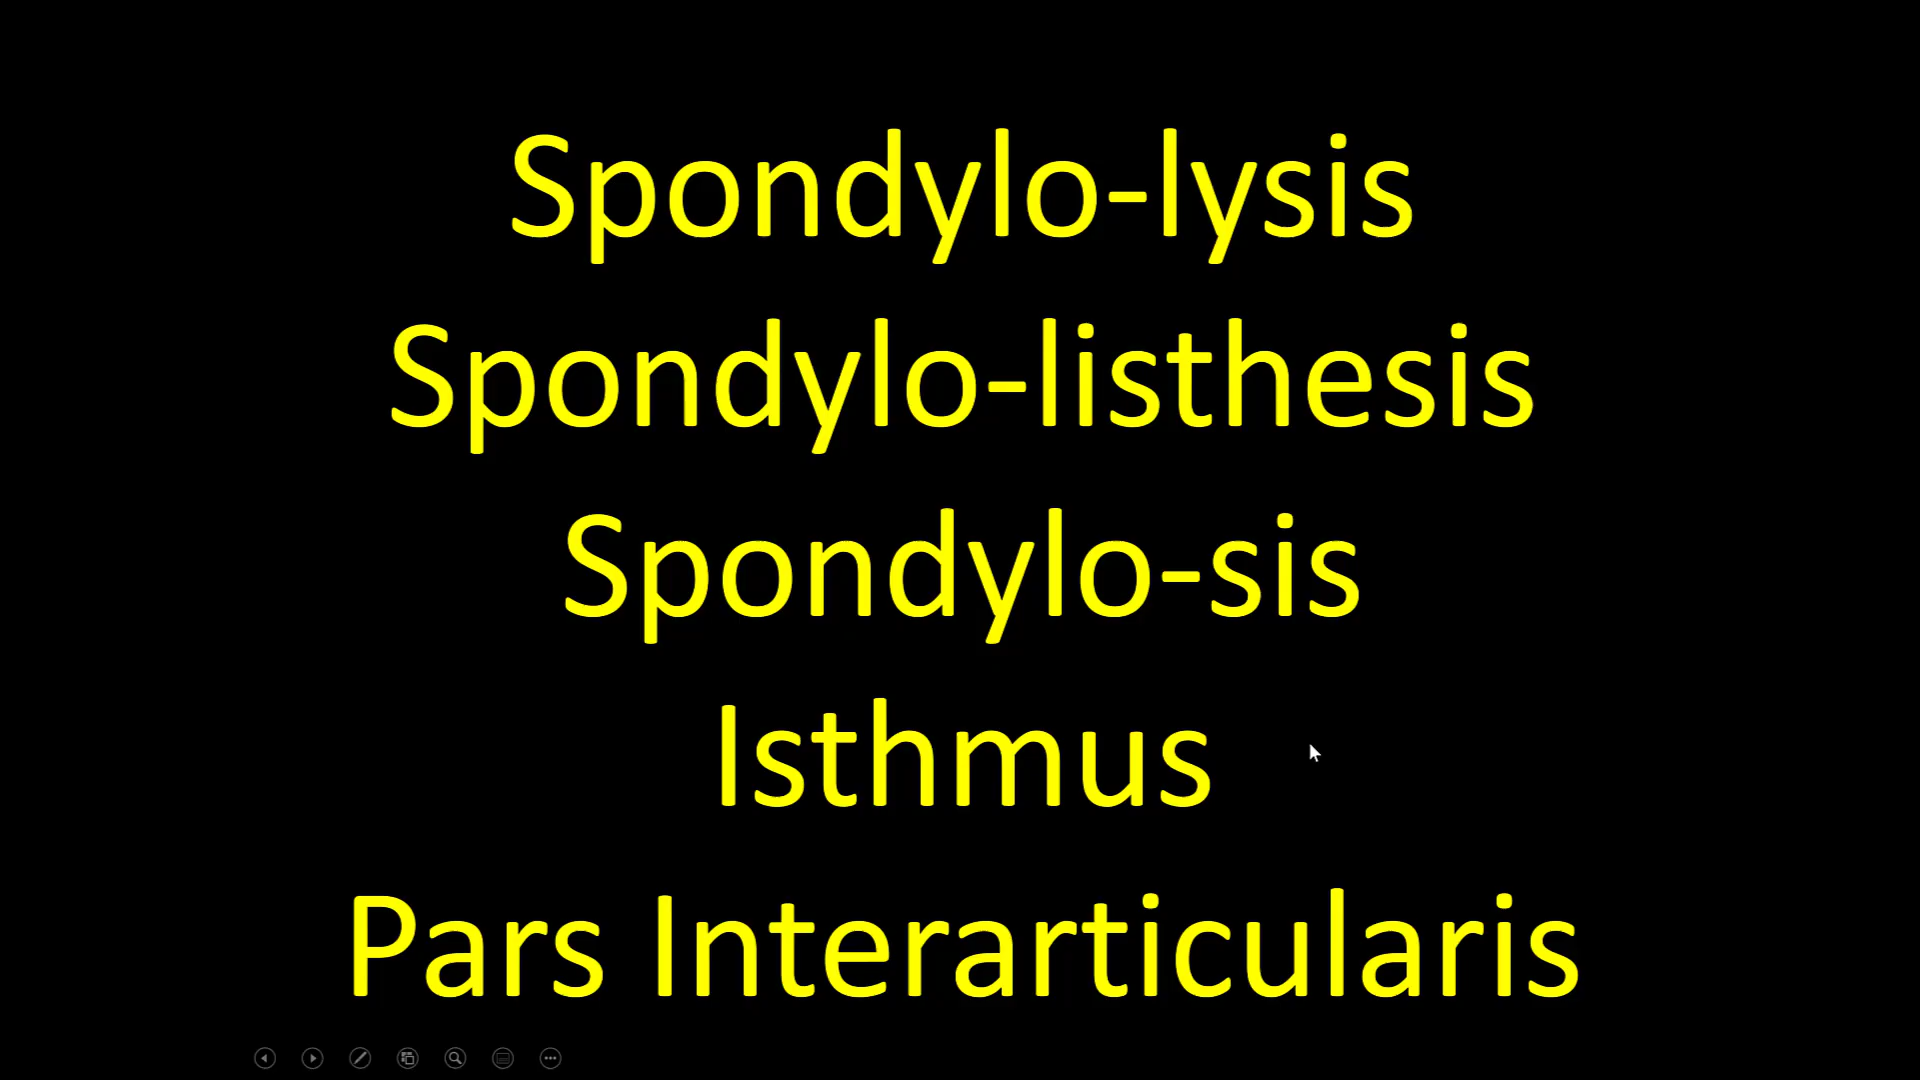 Spondylo-lysis
Spondylo-listhesis
Spondylo-sis
Isthmus
Pars Interarticularis